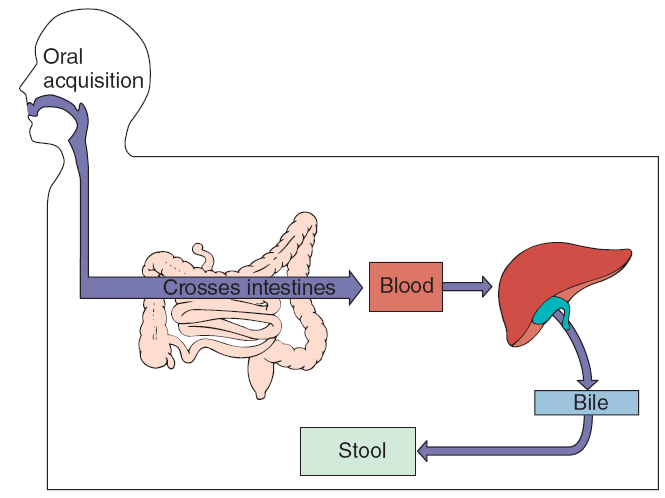 Oral
acquisition
Crosses intestines
Blood
Bile
Stool